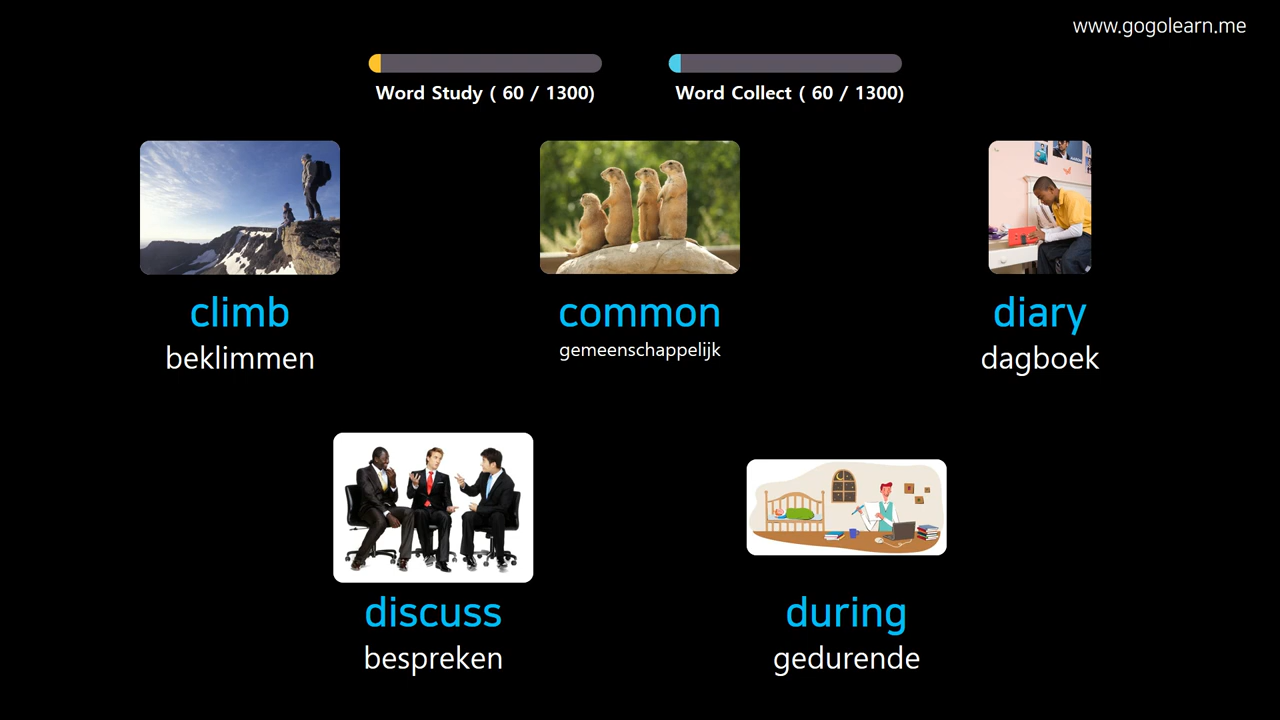 www.gogolearn.me
Word Study ( 60 / 1300)
Word Collect ( 60 / 1300)
climb
beklimmen
common
gemeenschappelijk
diary
dagboek
discuss
bespreken
during
gedurende